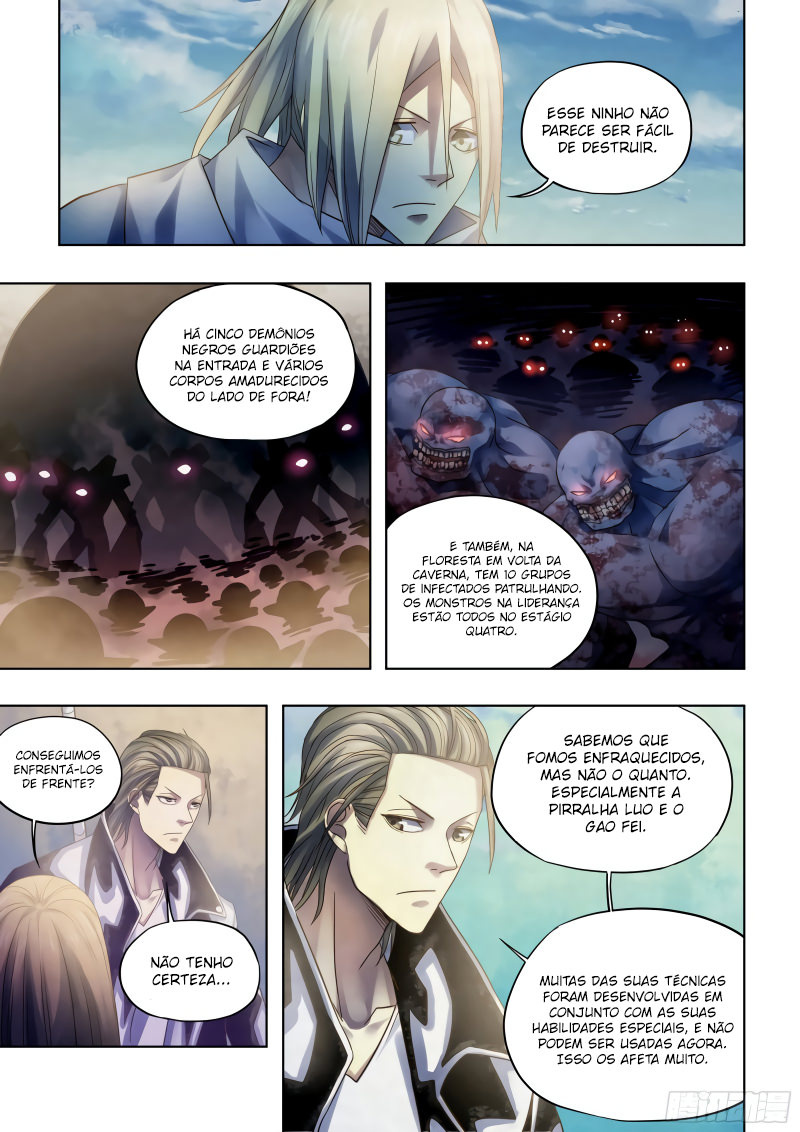 ESSE NINHO NÃO
PARECE SER FÁCIL
DE DESTRUIR.
HÁ CINCO DEMÔNIOS
NEGROS GUARDIÕES
NA ENTRADA E VÁRIOS
CORPOS AMADURECIDOS
DO LADO DE FORA!
E TAMBÉM, NA
FLORESTA EM VOLTA DA
CAVERNA, TEM 10 GRUPOS
DE INFECTADOS PATRULHANDO.
OS MONSTROS NA LIDERANÇA
ESTÃO TODOS NO ESTÁGIO
QUATRO.
CONSEGUIMOS
ENFRENTÁ-LOS
DE FRENTE?
NÃO TENHO
CERTEZA...
SABEMOS QUE
FOMOS ENFRAQUECIDOS,
MAS NÃO O QUANTO.
ESPECIALMENTE A
PIRRALHA LUO E O
GAO FEI.
MUITAS DAS SUAS TÉCNICAS
FORAM DESENVOLVIDAS EM
CONJUNTO COM AS SUAS
HABILIDADES ESPECIAIS, E NÃO
PODEM SER USADAS AGORA.
ISSO OS AFETA MUITO.